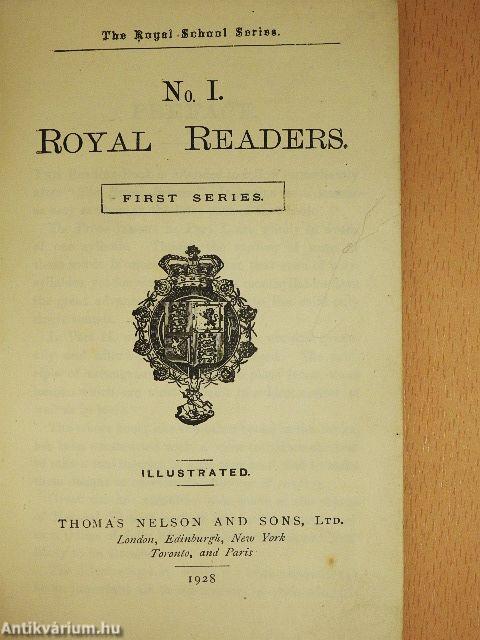 The Royal School Series.
No. I.
ROYAL READERS.
FIRST SERIES.
ILLUSTRATED.
THOMAS NELSON AND SONS, LTD.
London, Edinburgh, New York
Toronto, and Paris
1928
Antikvárium.hu